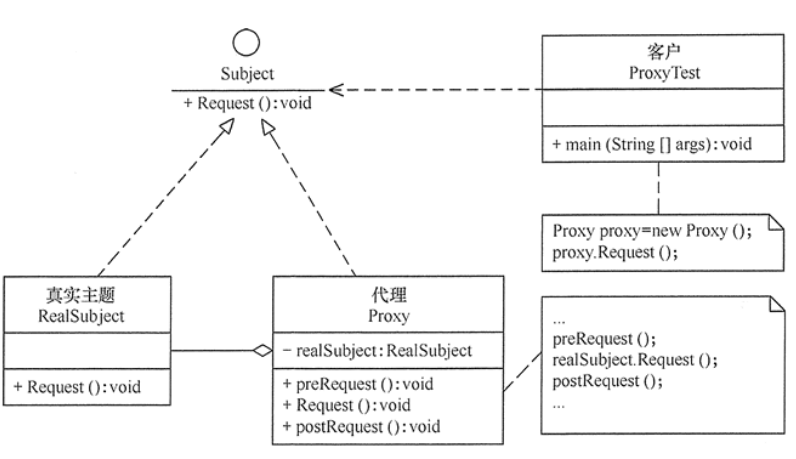 Subject
+ Request ():void
客户
ProxyTest
+ main (String [] args):void
Proxy proxy=new Proxy ();
proxy.Request ();
真实主题
RealSubject
+ Request ():void
代理
Proxy
− realSubject:RealSubject
+ preRequest ():void
+ Request ():void
+ postRequest ():void
...
preRequest ();
realSubject.Request ();
postRequest ();
...